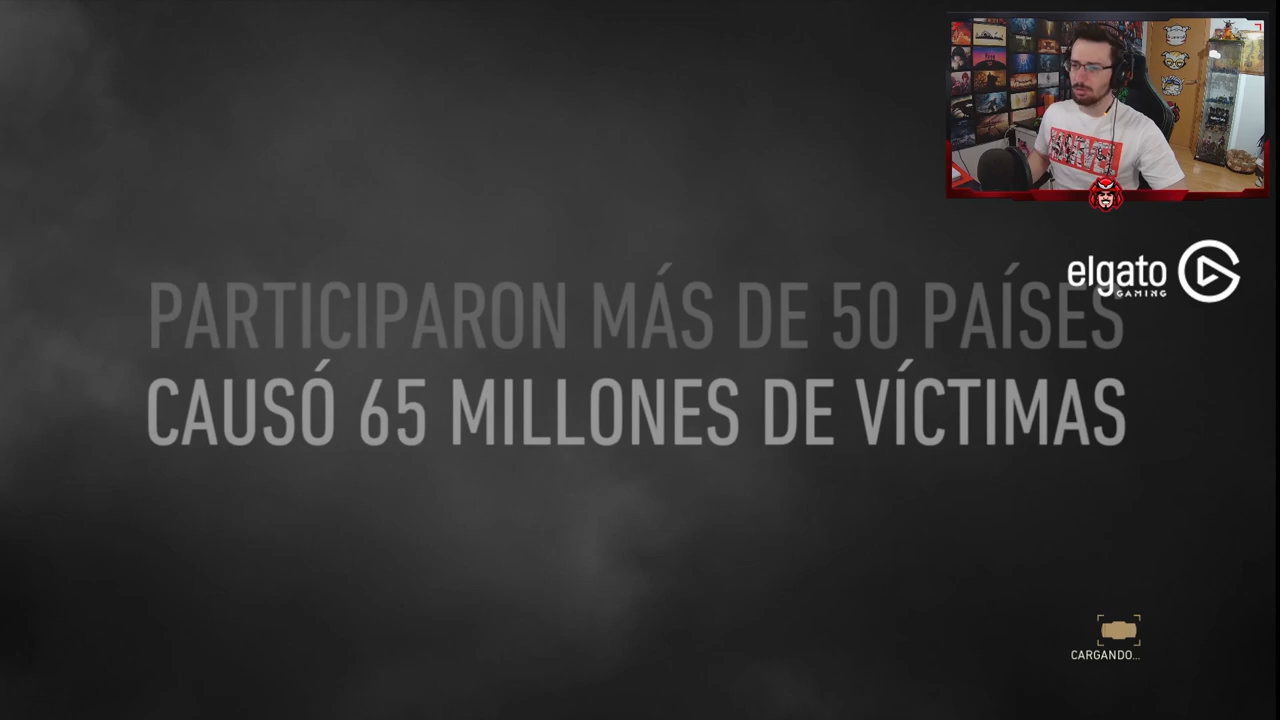 PARTICIPARON MÁS DE 50 PAÍSES
CAUSÓ 65 MILLONES DE VÍCTIMAS
elgato
GAMING
CARGANDO...